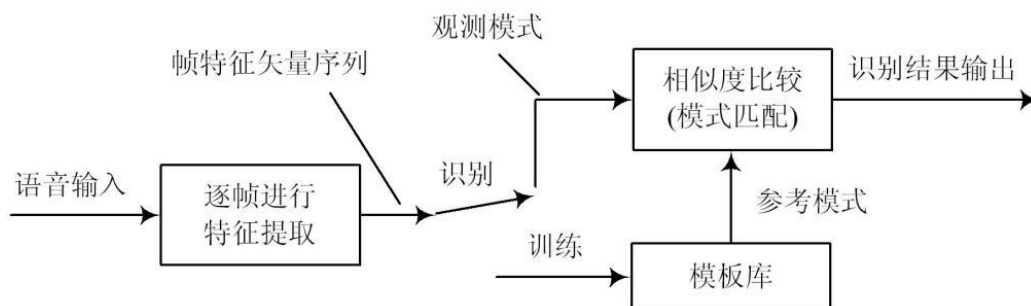 观测模式
帧特征矢量序列
相似度比较
(模式匹配)
识别结果输出
语音输入
逐帧进行
特征提取
识别
参考模式
训练
模板库